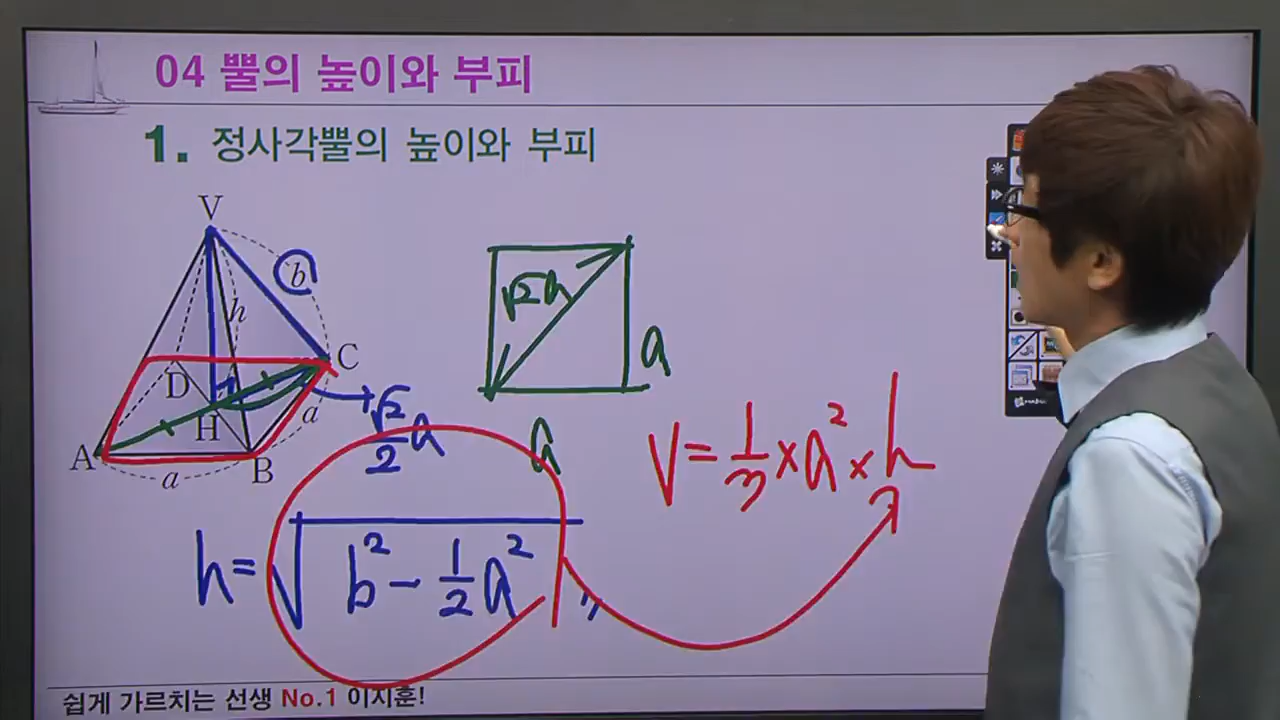 04 뿔의 높이와 부피
1. 정사각뿔의 높이와 부피
V
b
h
C
D
H
a
A
B
a
√2/2 a
√2a
a
a
h = √(b² - 1/2 a²)
V = 1/3 × a² × h
쉽게 가르치는 선생 No.1 이지훈!